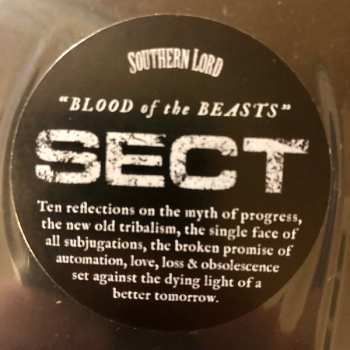 SOUTHERN LORD
"BLOOD of the BEASTS"
SECT
Ten reflections on the myth of progress,
the new old tribalism, the single face of
all subjugations, the broken promise of
automation, love, loss & obsolescence
set against the dying light of a
better tomorrow.